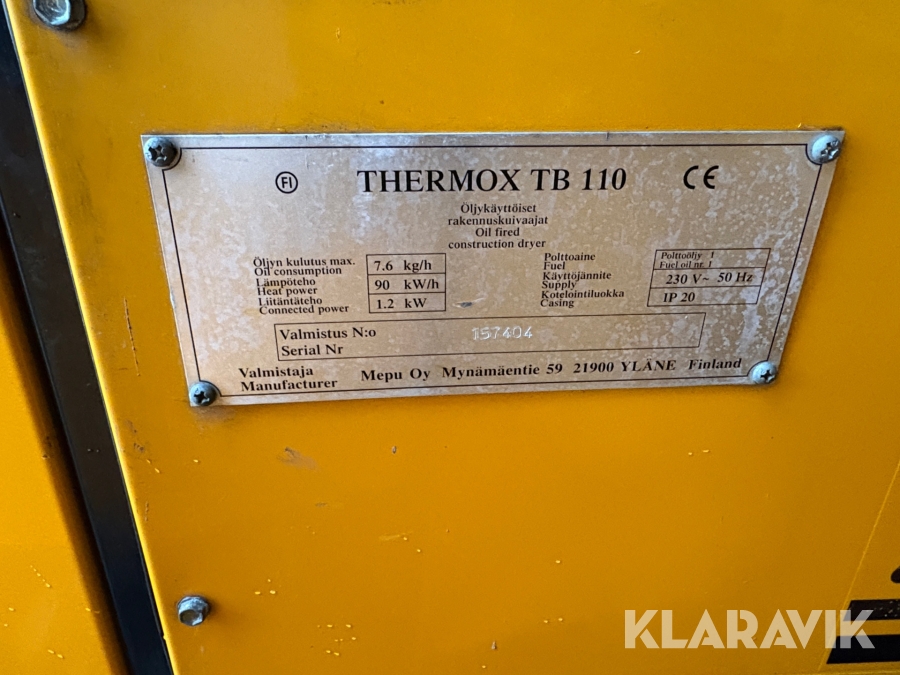 FI THERMOX TB 110 CE
Öljykäyttöiset
rakennuskuivaajat
Oil fired
construction dryer
Öljyn kulutus max. 7.6 kg/h
Oil consumption
Lämpöteho 90 kW/h
Heat power
Liitäntäteho 1.2 kW
Connected power
Polttoaine Polttoöljy 1
Fuel Fuel oil nr. 1
Käyttöjännite 230 V~ 50 Hz
Supply
Kotelointiluokka IP 20
Casing
Valmistus N:o 157404
Serial Nr
Valmistaja
Manufacturer Mepu Oy Mynämäentie 59 21900 YLÄNE Finland
KLARAVIK